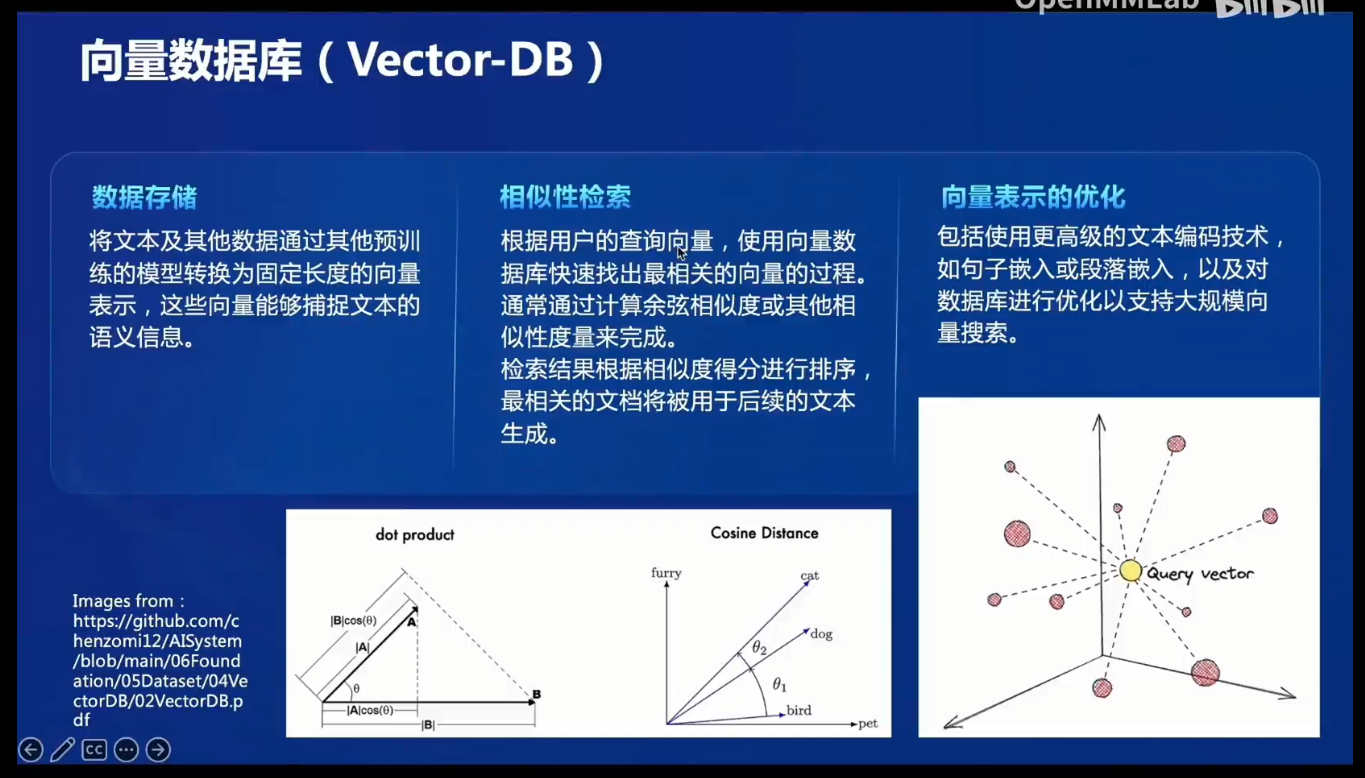 OpenMMLab bilibili
向量数据库（Vector-DB）
数据存储
将文本及其他数据通过其他预训
练的模型转换为固定长度的向量
表示，这些向量能够捕捉文本的
语义信息。
相似性检索
根据用户的查询向量，使用向量数
据库快速找出最相关的向量的过程。
通常通过计算余弦相似度或其他相
似性度量来完成。
检索结果根据相似度得分进行排序，
最相关的文档将被用于后续的文本
生成。
向量表示的优化
包括使用更高级的文本编码技术，
如句子嵌入或段落嵌入，以及对
数据库进行优化以支持大规模向
量搜索。
Images from：
https://github.com/c
henzomi12/AISystem
/blob/main/06Found
ation/05Dataset/04Ve
ctorDB/02VectorDB.p
df
dot product
|B|cos(θ)
A
|A|
θ
B
|A|cos(θ)
|B|
Cosine Distance
furry
cat
dog
θ2
θ1
bird
pet
Query vector
CC